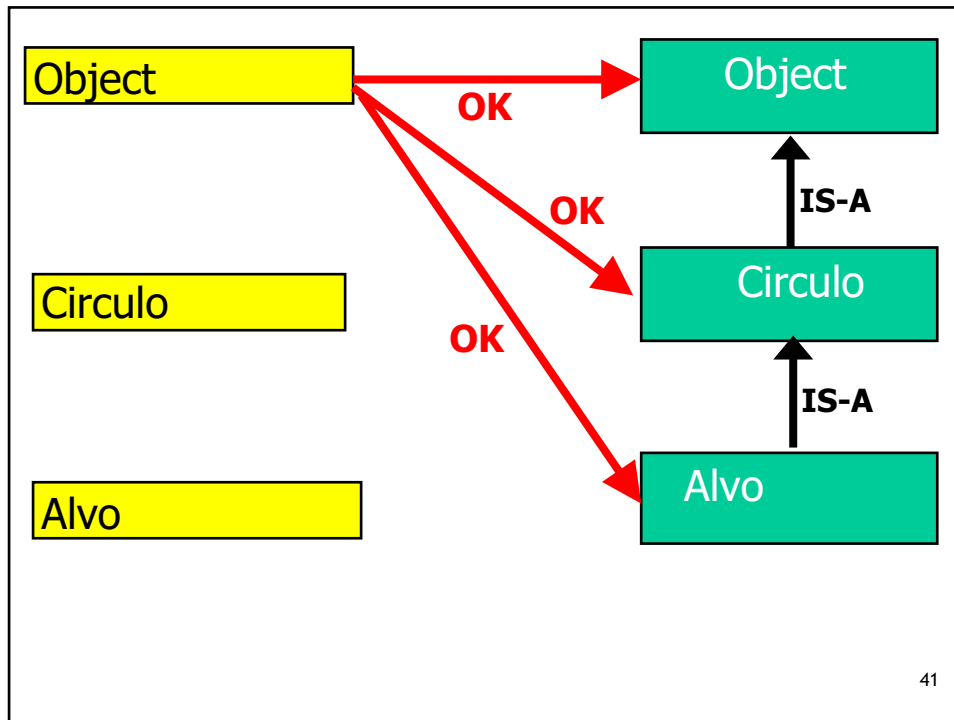 Object
Object
OK
IS-A
OK
Circulo
Circulo
OK
IS-A
Alvo
Alvo
41